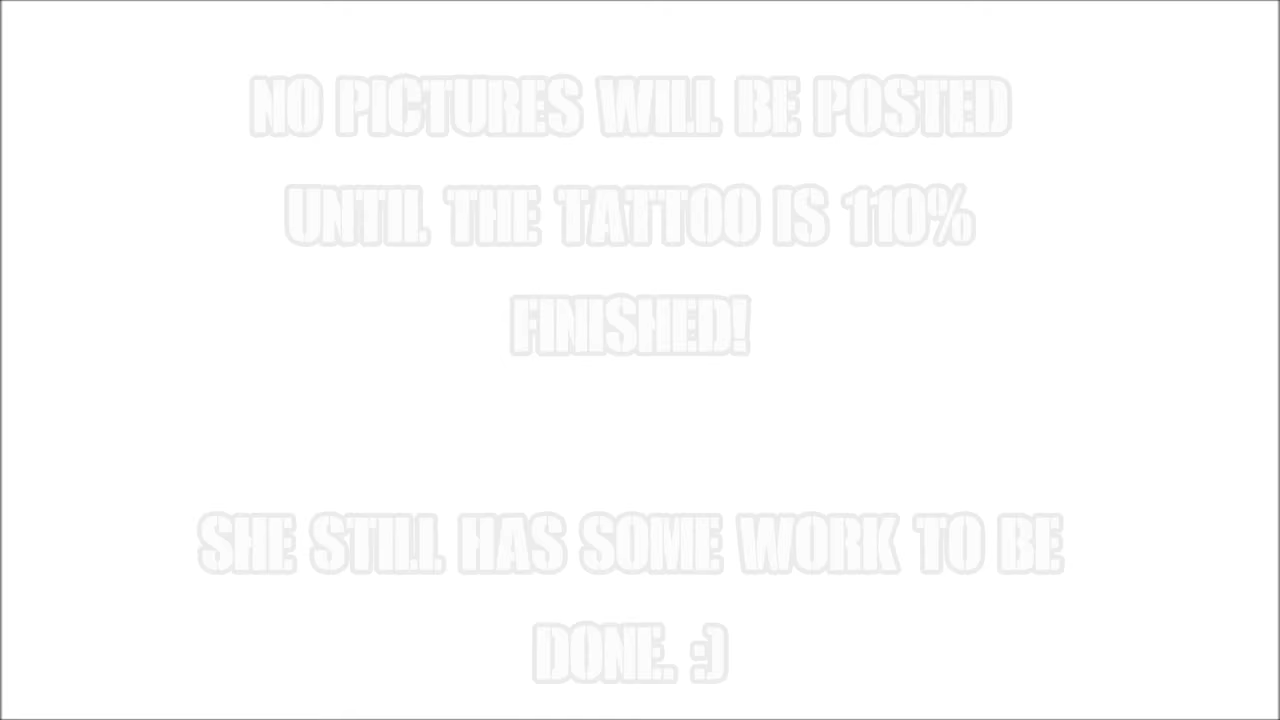 NO PICTURES WILL BE POSTED
UNTIL THE TATTOO IS 110%
FINISHED!
SHE STILL HAS SOME WORK TO BE
DONE. :)